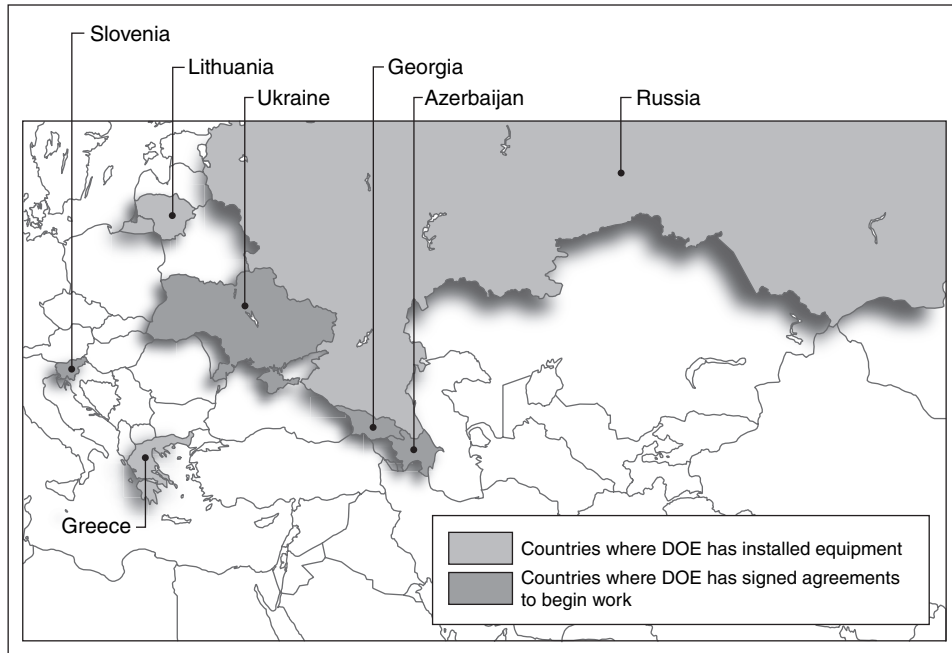 Slovenia
Lithuania
Georgia
Ukraine
Azerbaijan
Russia
Greece
Countries where DOE has installed equipment
Countries where DOE has signed agreements
to begin work